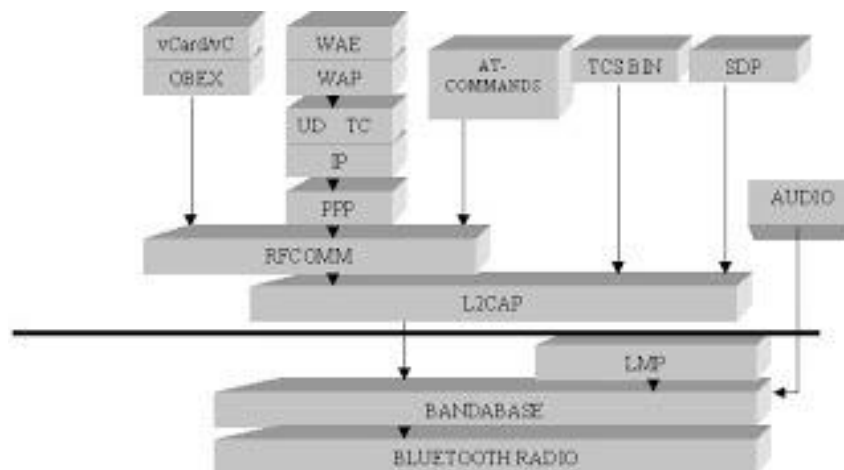 vCard/vC
OBEX
WAE
WAP
UD TC
IP
PPP
AT-
COMMANDS
TCS BIN
SDP
AUDIO
RFCOMM
L2CAP
LMP
BANDABASE
BLUETOOTH RADIO